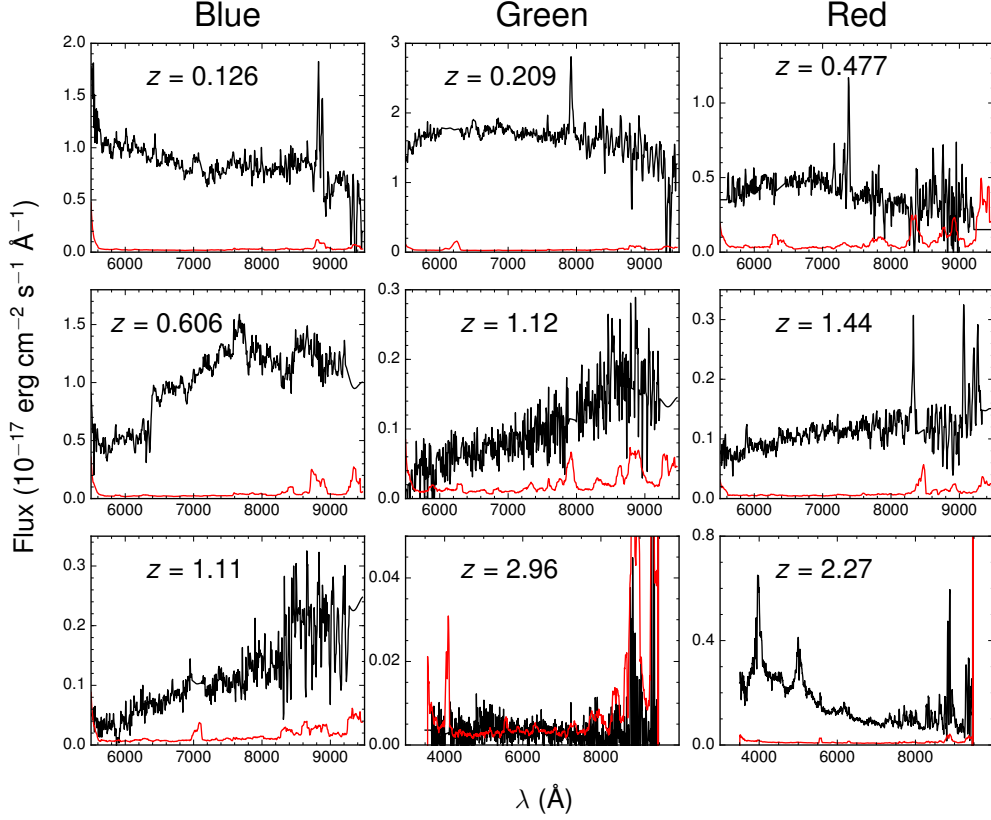 Blue Green Red
Flux (10⁻¹⁷ erg cm⁻² s⁻¹ Å⁻¹)
2.0 1.5 1.0 0.5 0.0
z = 0.126
6000 7000 8000 9000
3 2 1 0
z = 0.209
6000 7000 8000 9000
1.0 0.5 0.0
z = 0.477
6000 7000 8000 9000
1.5 1.0 0.5 0.0
z = 0.606
6000 7000 8000 9000
0.3 0.2 0.1 0.0
z = 1.12
6000 7000 8000 9000
0.3 0.2 0.1 0.0
z = 1.44
6000 7000 8000 9000
0.3 0.2 0.1 0.0
z = 1.11
6000 7000 8000 9000
0.04 0.02 0.00
z = 2.96
4000 6000 8000
0.8 0.4 0.0
z = 2.27
4000 6000 8000
λ (Å)